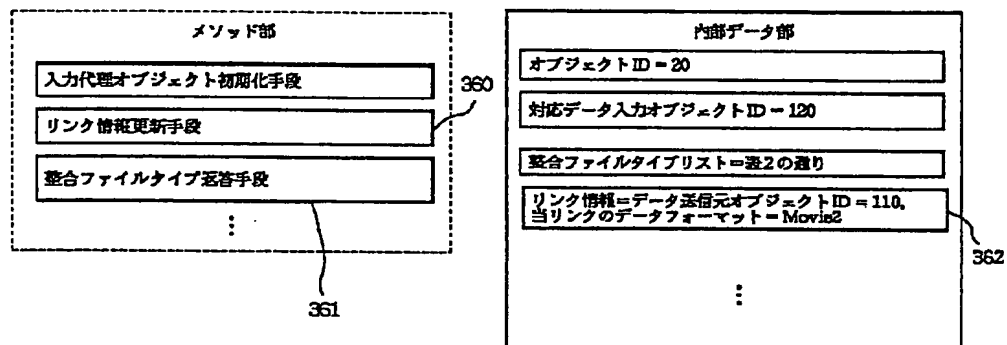 メソッド部
入力代理オブジェクト初期化手段
リンク情報更新手段
整合ファイルタイプ返答手段
⋮
360
361
内部データ部
オブジェクトID=20
対応データ入力オブジェクトID=120
整合ファイルタイプリスト=表2の通り
リンク情報=データ送信元オブジェクトID=110,
当リンクのデータフォーマット=Movie2
⋮
362